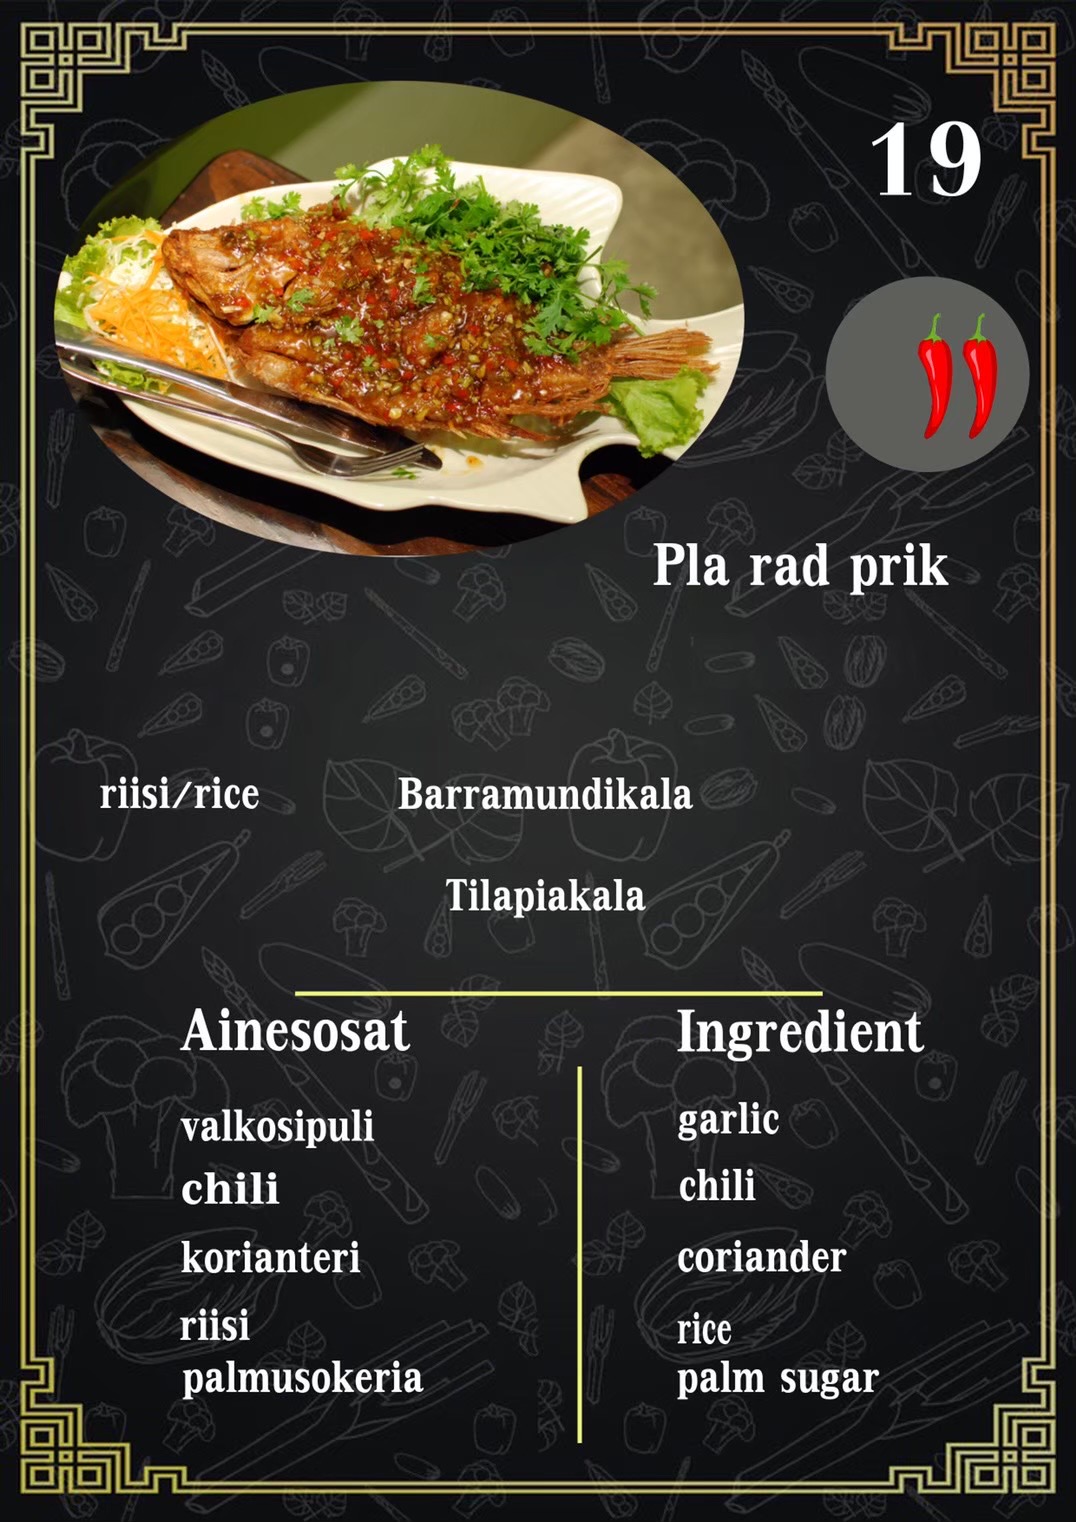 19
Pla rad prik
riisi/rice
Barramundikala
Tilapiakala
Ainesosat
valkosipuli
chili
korianteri
riisi
palmusokeria
Ingredient
garlic
chili
coriander
rice
palm sugar